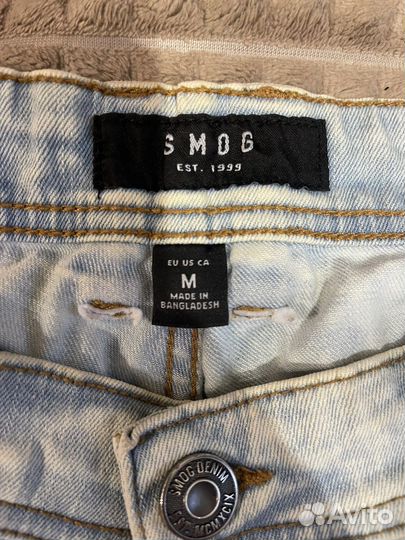 SMOG
EST. 1999
EU US CA
M
MADE IN
BANGLADESH
SMOG DENIM
EST. MCMXCIX
Avito